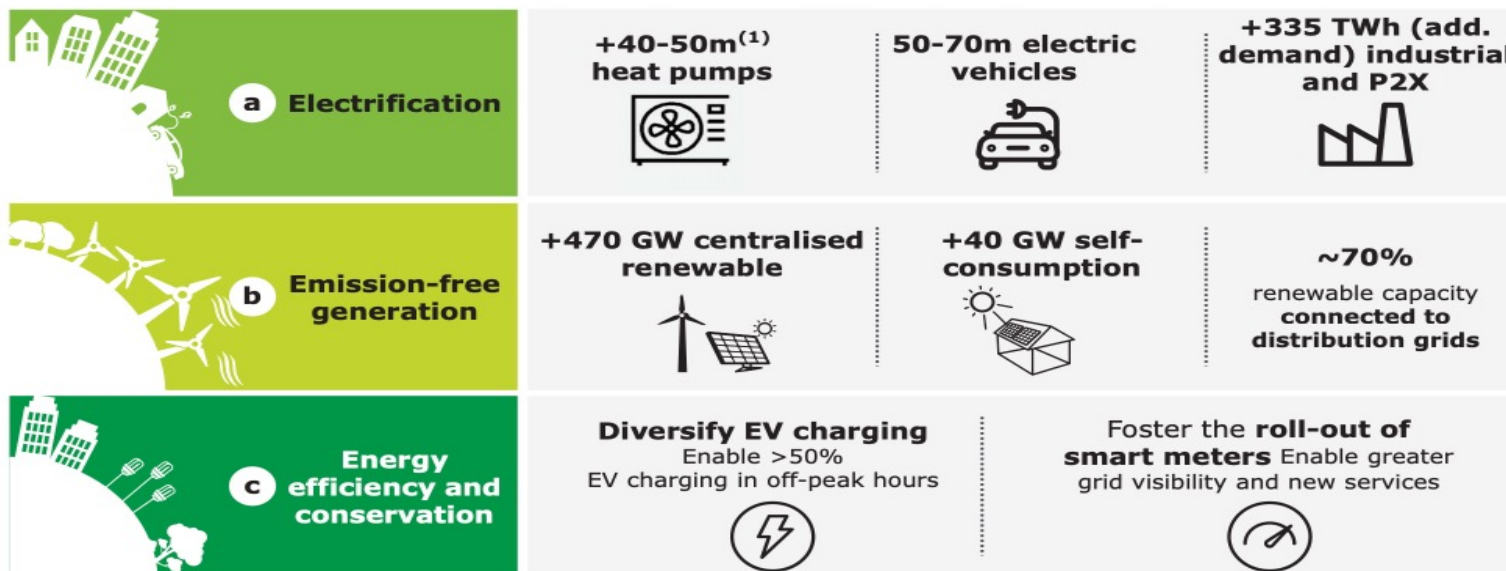 a
Electrification
+40-50m(1)
heat pumps
50-70m electric
vehicles
+335 TWh (add.
demand) industrial
and P2X
b
Emission-free
generation
+470 GW centralised
renewable
+40 GW self-
consumption
~70%
renewable capacity
connected to
distribution grids
c
Energy
efficiency and
conservation
Diversify EV charging
Enable >50%
EV charging in off-peak hours
Foster the roll-out of
smart meters Enable greater
grid visibility and new services